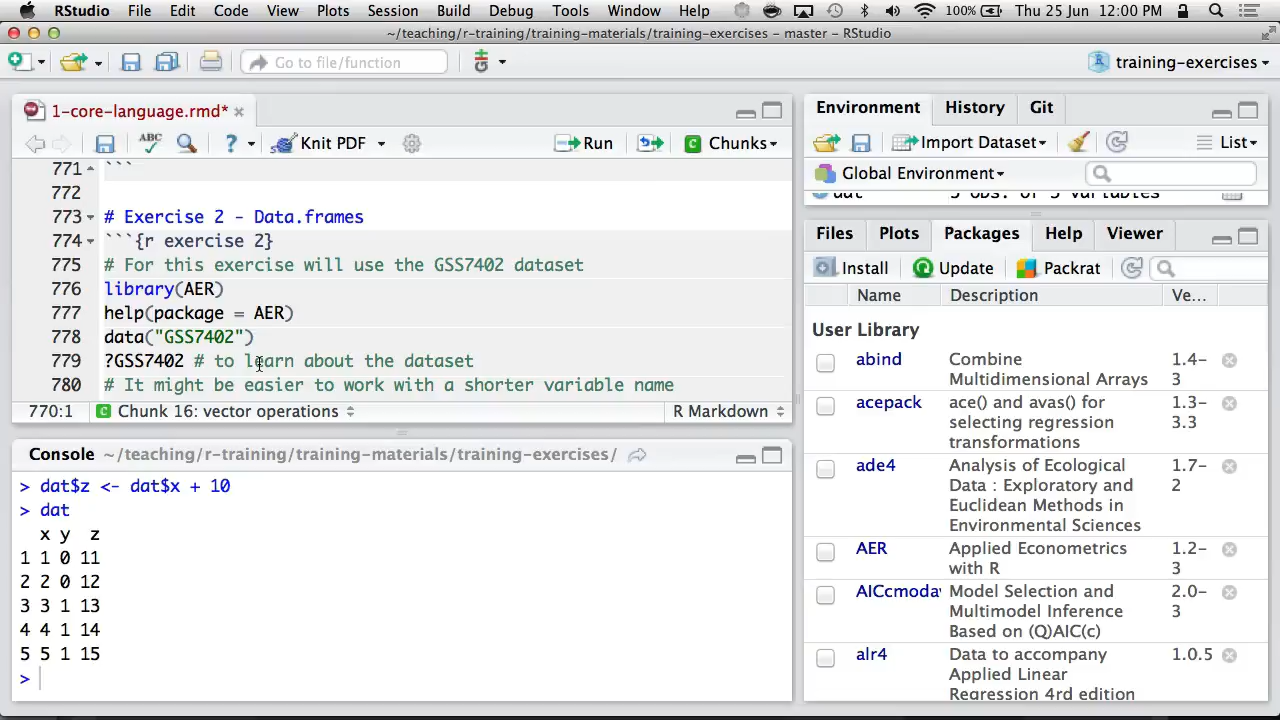 RStudio File Edit Code View Plots Session Build Debug Tools Window Help 100% Thu 25 Jun 12:00 PM
~/teaching/r-training/training-materials/training-exercises - master - RStudio
Go to file/function
training-exercises
1-core-language.rmd*
ABC
? Knit PDF Run Chunks
771 ```
772
773 # Exercise 2 - Data.frames
774 ```{r exercise 2}
775 # For this exercise will use the GSS7402 dataset
776 library(AER)
777 help(package = AER)
778 data("GSS7402")
779 ?GSS7402 # to learn about the dataset
780 # It might be easier to work with a shorter variable name
770:1 C Chunk 16: vector operations R Markdown
Console ~/teaching/r-training/training-materials/training-exercises/
> dat$z <- dat$x + 10
> dat
x y z
1 1 0 11
2 2 0 12
3 3 1 13
4 4 1 14
5 5 1 15
>
Environment History Git
Import Dataset List
Global Environment
dat 5 obs. of 3 variables
Files Plots Packages Help Viewer
Install Update Packrat
Name Description Ve...
User Library
abind Combine Multidimensional Arrays 1.4-3
acepack ace() and avas() for selecting regression transformations 1.3-3.3
ade4 Analysis of Ecological Data : Exploratory and Euclidean Methods in Environmental Sciences 1.7-2
AER Applied Econometrics with R 1.2-3
AICcmodav Model Selection and Multimodel Inference Based on (Q)AIC(c) 2.0-3
alr4 Data to accompany Applied Linear Regression 4rd edition 1.0.5